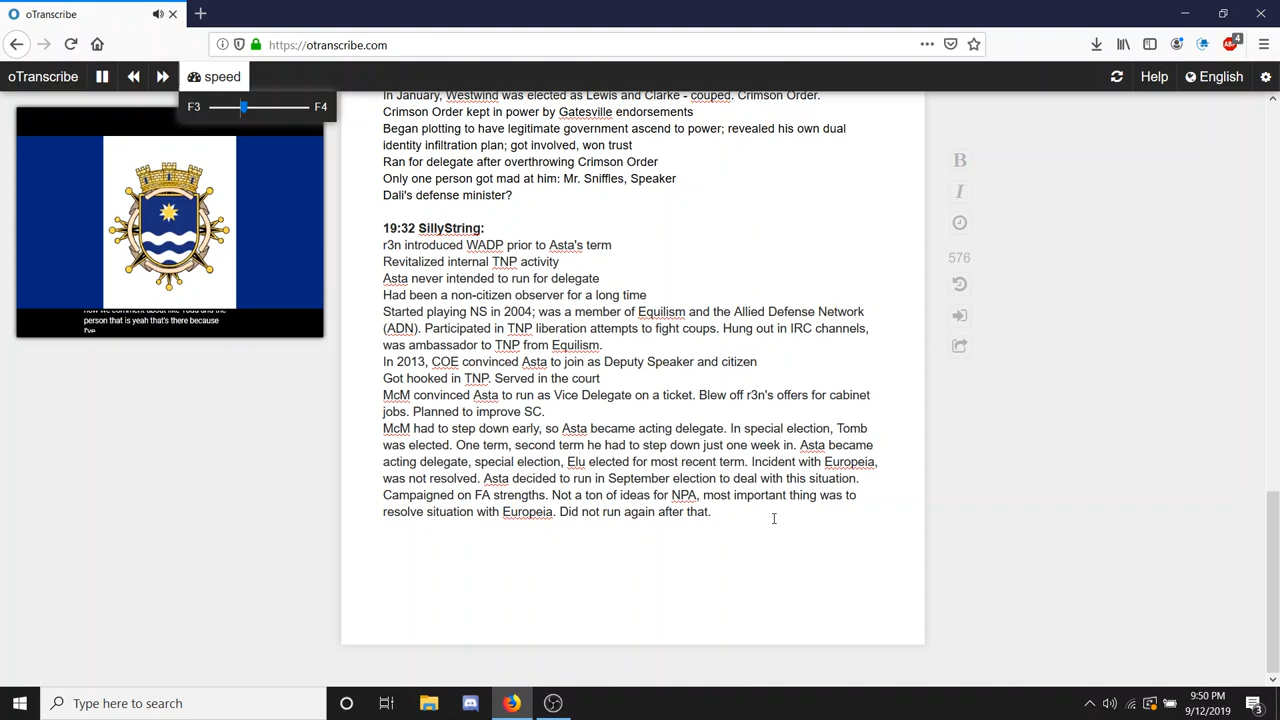 oTranscribe
https://otranscribe.com
4
oTranscribe
speed
Help
English
F3
F4
person that is yeah that's there because
I've
In January, Westwind was elected as Lewis and Clarke - couped. Crimson Order.
Crimson Order kept in power by Gatesville endorsements
Began plotting to have legitimate government ascend to power; revealed his own dual
identity infiltration plan; got involved, won trust
Ran for delegate after overthrowing Crimson Order
Only one person got mad at him: Mr. Sniffles, Speaker
Dali's defense minister?
19:32 SillyString:
r3n introduced WADP prior to Asta's term
Revitalized internal TNP activity
Asta never intended to run for delegate
Had been a non-citizen observer for a long time
Started playing NS in 2004; was a member of Equilism and the Allied Defense Network
(ADN). Participated in TNP liberation attempts to fight coups. Hung out in IRC channels,
was ambassador to TNP from Equilism.
In 2013, COE convinced Asta to join as Deputy Speaker and citizen
Got hooked in TNP. Served in the court
McM convinced Asta to run as Vice Delegate on a ticket. Blew off r3n's offers for cabinet
jobs. Planned to improve SC.
McM had to step down early, so Asta became acting delegate. In special election, Tomb
was elected. One term, second term he had to step down just one week in. Asta became
acting delegate, special election, Elu elected for most recent term. Incident with Europeia,
was not resolved. Asta decided to run in September election to deal with this situation.
Campaigned on FA strengths. Not a ton of ideas for NPA, most important thing was to
resolve situation with Europeia. Did not run again after that.
B
I
576
Type here to search
9:50 PM
9/12/2019
3